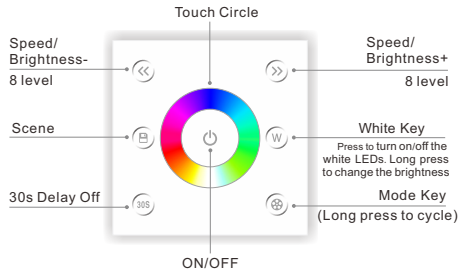 Touch Circle
Speed/
Brightness-
8 level
Speed/
Brightness+
8 level
Scene
White Key
Press to turn on/off the
white LEDs. Long press
to change the brightness
W
30s Delay Off
30S
Mode Key
(Long press to cycle)
ON/OFF